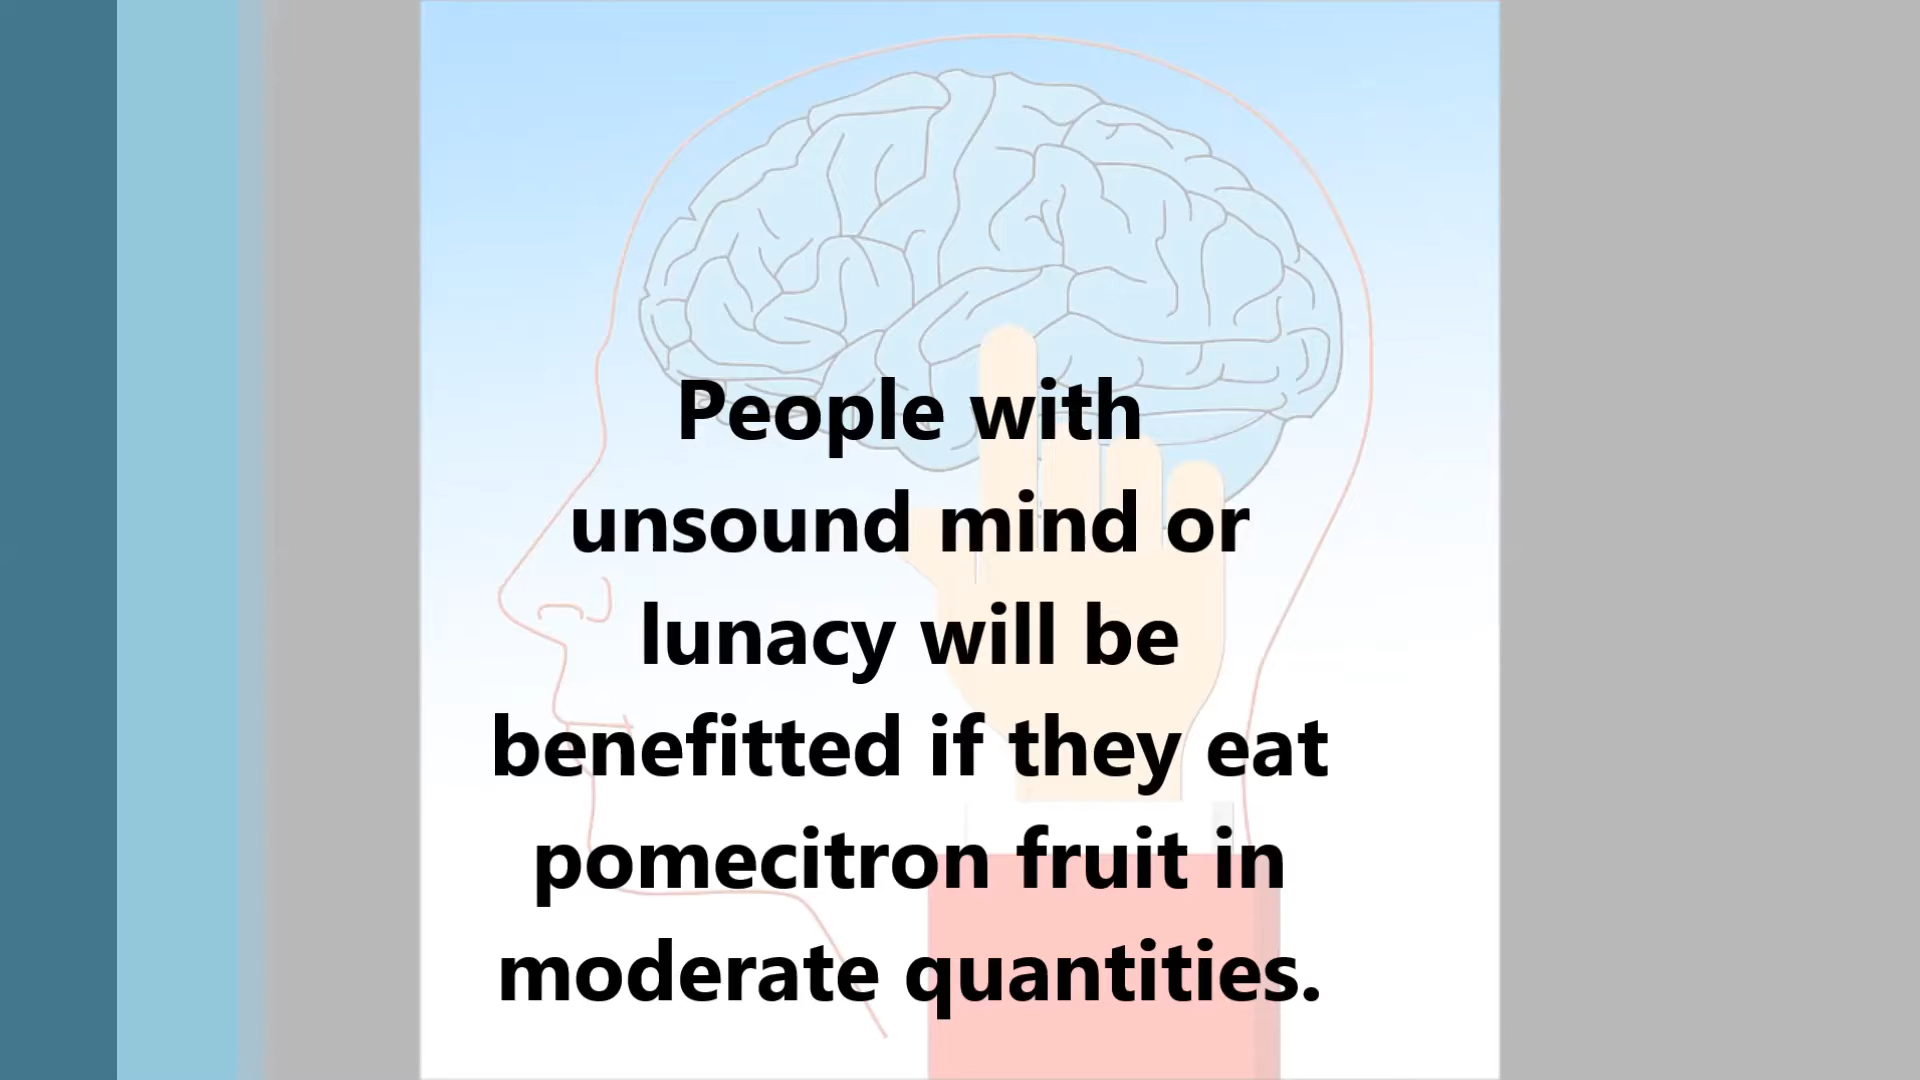 People with
unsound mind or
lunacy will be
benefitted if they eat
pomecitron fruit in
moderate quantities.